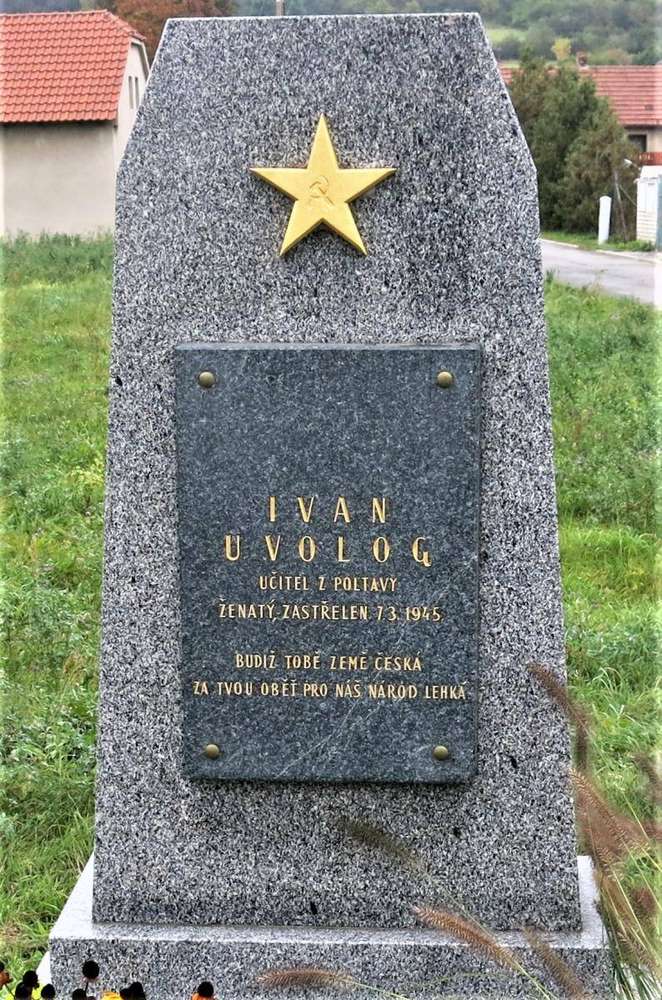 IVAN
UVOLOG
UČITEL Z POLTAVY
ŽENATÝ, ZASTŘELEN 7.3.1945
BUDIŽ TOBĚ ZEMĚ ČESKÁ
ZA TVOU OBĚŤ PRO NÁŠ NÁROD LEHKÁ